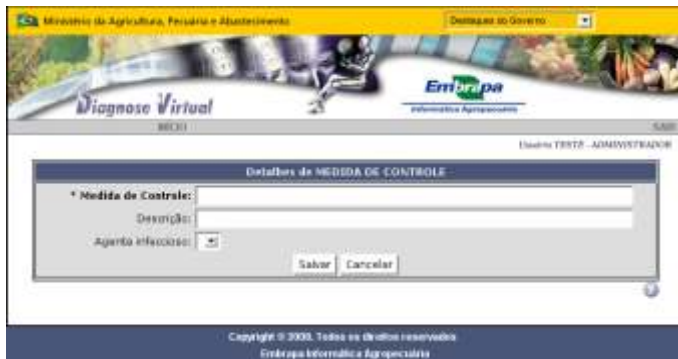 Ministério da Agricultura, Pecuária e Abastecimento
Destaques do Governo
Diagnose Virtual
Embrapa
Informática Agropecuária
INÍCIO
SAIR
Usuário TESTE - ADMINISTRADOR
Detalhes de MEDIDA DE CONTROLE
* Medida de Controle:
Descrição:
Agente infeccioso:
Salvar Cancelar
Copyright © 2008. Todos os direitos reservados
Embrapa Informática Agropecuária